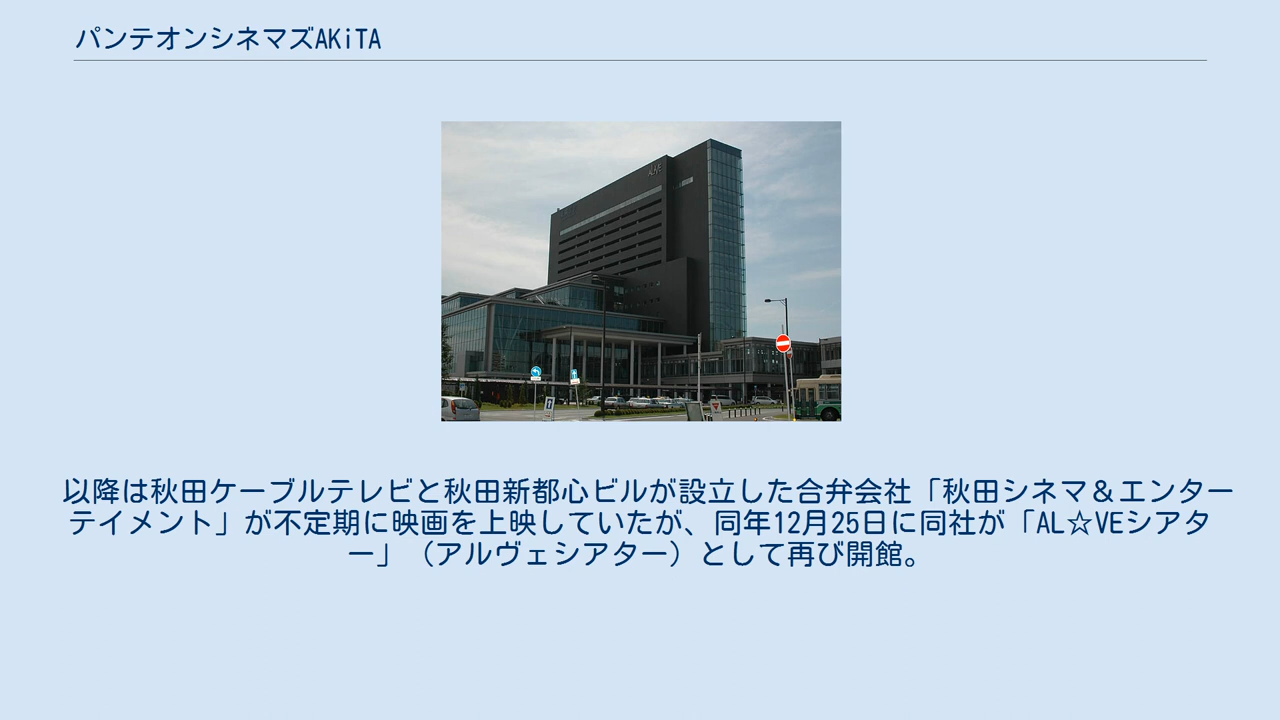 パンテオンシネマズAKiTA
以降は秋田ケーブルテレビと秋田新都心ビルが設立した合弁会社「秋田シネマ＆エンター
テイメント」が不定期に映画を上映していたが、同年12月25日に同社が「AL☆VEシアタ
ー」（アルヴェシアター）として再び開館。